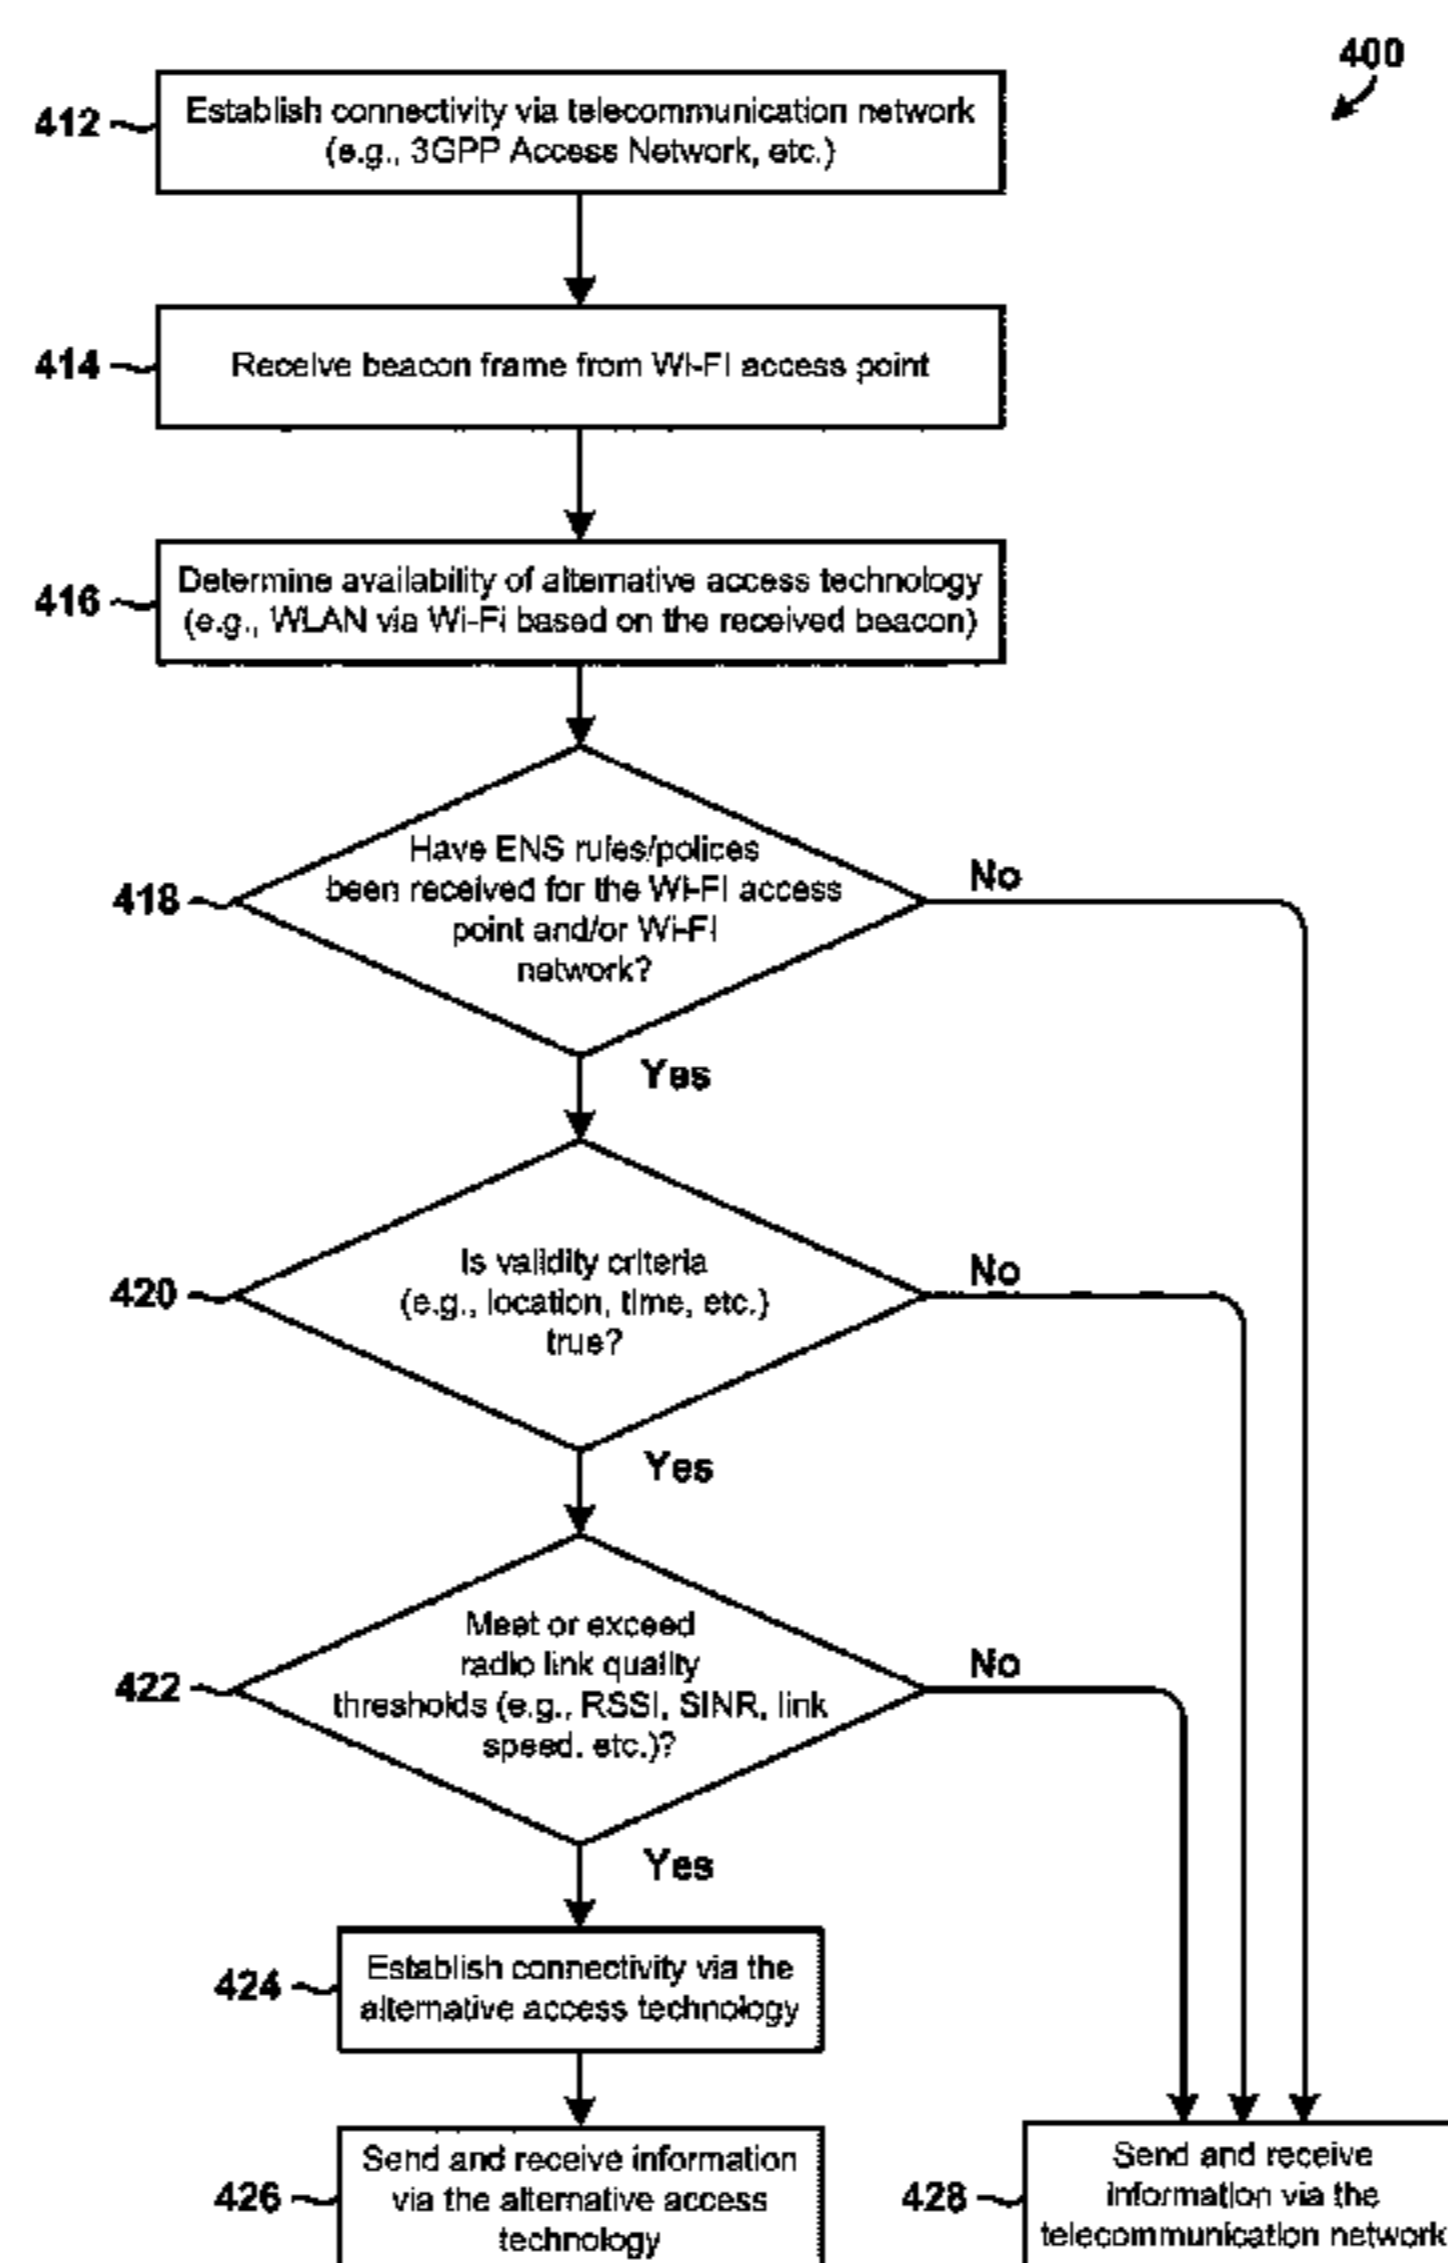 400
412
Establish connectivity via telecommunication network
(e.g., 3GPP Access Network, etc.)
414
Receive beacon frame from Wi-Fi access point
416
Determine availability of alternative access technology
(e.g., WLAN via Wi-Fi based on the received beacon)
418
Have ENS rules/polices
been received for the Wi-Fi access
point and/or Wi-Fi
network?
No
Yes
420
Is validity criteria
(e.g., location, time, etc.)
true?
No
Yes
422
Meet or exceed
radio link quality
thresholds (e.g., RSSI, SINR, link
speed, etc.)?
No
Yes
424
Establish connectivity via the
alternative access technology
426
Send and receive information
via the alternative access
technology
428
Send and receive
information via the
telecommunication network